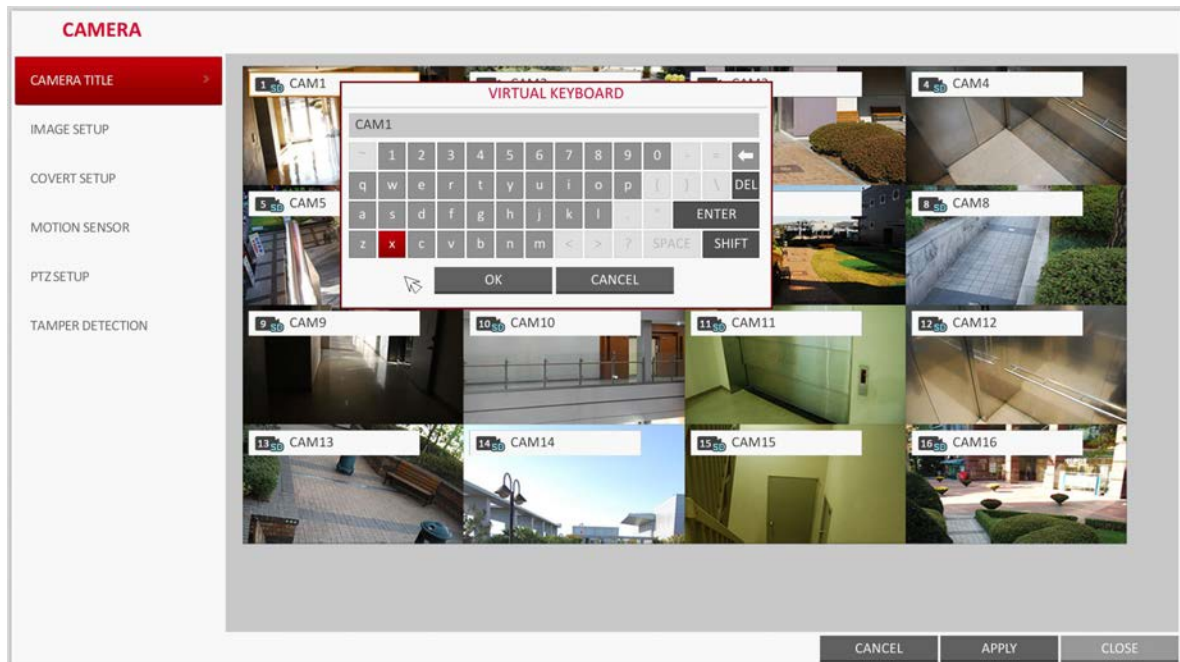 CAMERA
CAMERA TITLE >
IMAGE SETUP
COVERT SETUP
MOTION SENSOR
PTZ SETUP
TAMPER DETECTION
1 SD CAM1
4 SD CAM4
VIRTUAL KEYBOARD
CAM1
~ 1 2 3 4 5 6 7 8 9 0 - =
q w e r t y u i o p [ ] \ DEL
a s d f g h j k l ENTER
z x c v b n m < > ? SPACE SHIFT
OK CANCEL
5 SD CAM5
8 SD CAM8
9 SD CAM9
10 SD CAM10
11 SD CAM11
12 SD CAM12
13 SD CAM13
14 SD CAM14
15 SD CAM15
16 SD CAM16
CANCEL APPLY CLOSE